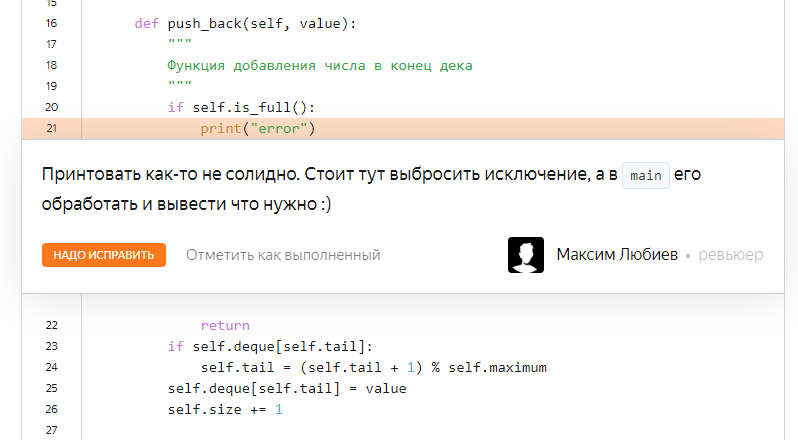 15
16 def push_back(self, value):
17 """
18 Функция добавления числа в конец дека
19 """
20 if self.is_full():
21 print("error")
Принтовать как-то не солидно. Стоит тут выбросить исключение, а в main его
обработать и вывести что нужно :)
НАДО ИСПРАВИТЬ Отметить как выполненный Максим Любиев • ревьюер
22 return
23 if self.deque[self.tail]:
24 self.tail = (self.tail + 1) % self.maximum
25 self.deque[self.tail] = value
26 self.size += 1
27